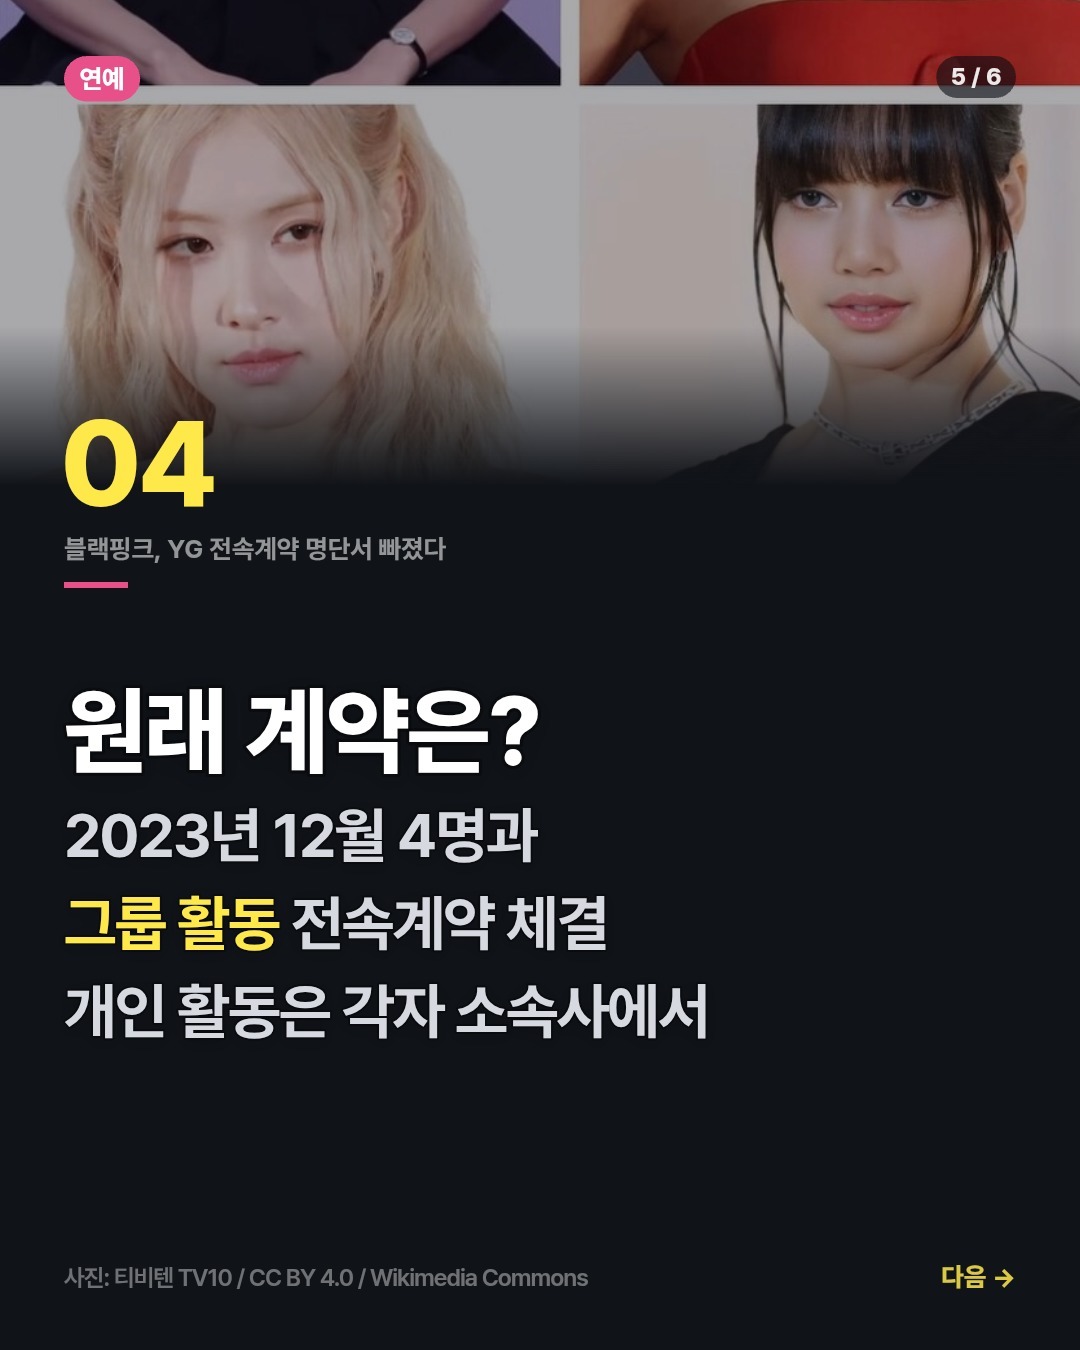 연예
5 / 6
04
블랙핑크, YG 전속계약 명단서 빠졌다
원래 계약은?
2023년 12월 4명과
그룹 활동 전속계약 체결
개인 활동은 각자 소속사에서
사진: 티비텐 TV10 / CC BY 4.0 / Wikimedia Commons
다음 →